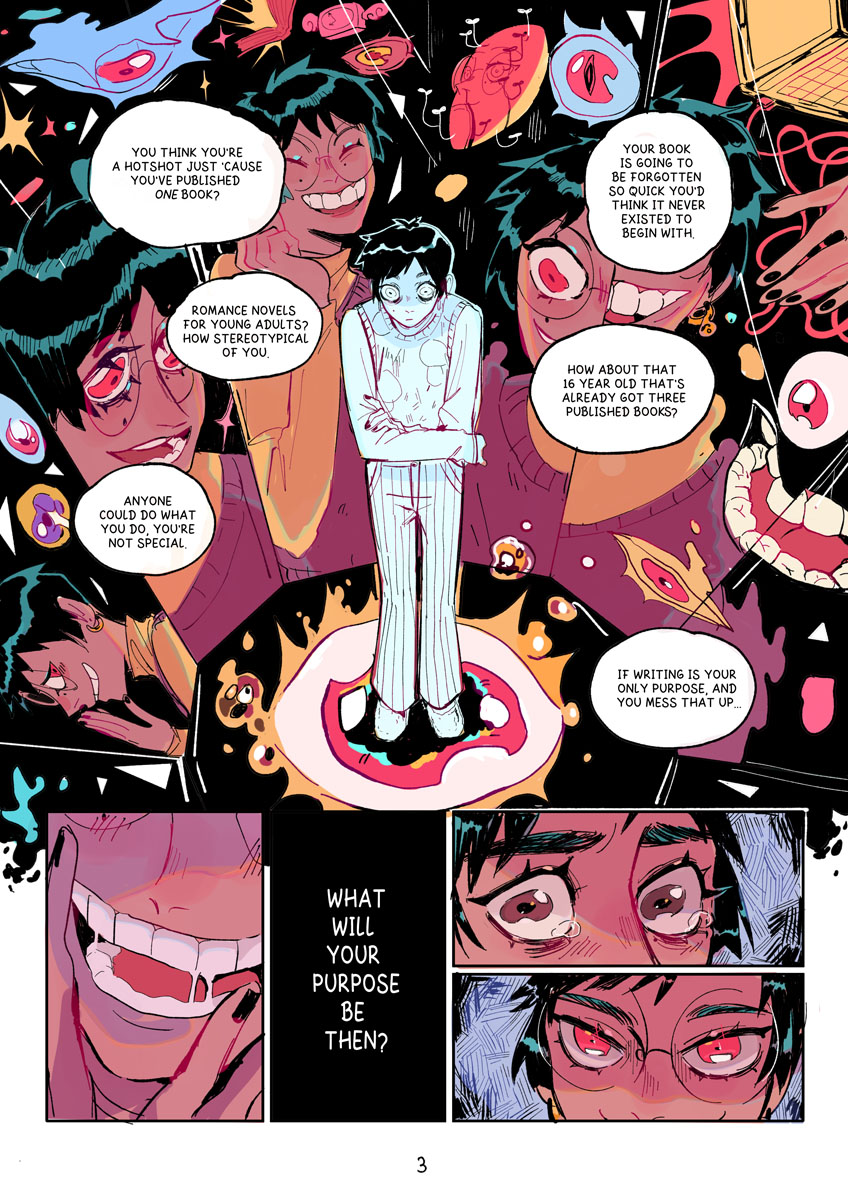 YOU THINK YOU'RE
A HOTSHOT JUST 'CAUSE
YOU'VE PUBLISHED
ONE BOOK?
YOUR BOOK
IS GOING TO
BE FORGOTTEN
SO QUICK YOU'D
THINK IT NEVER
EXISTED TO
BEGIN WITH.
ROMANCE NOVELS
FOR YOUNG ADULTS?
HOW STEREOTYPICAL
OF YOU.
HOW ABOUT THAT
16 YEAR OLD THAT'S
ALREADY GOT THREE
PUBLISHED BOOKS?
ANYONE
COULD DO WHAT
YOU DO, YOU'RE
NOT SPECIAL.
IF WRITING IS YOUR
ONLY PURPOSE, AND
YOU MESS THAT UP...
WHAT
WILL
YOUR
PURPOSE
BE
THEN?
3